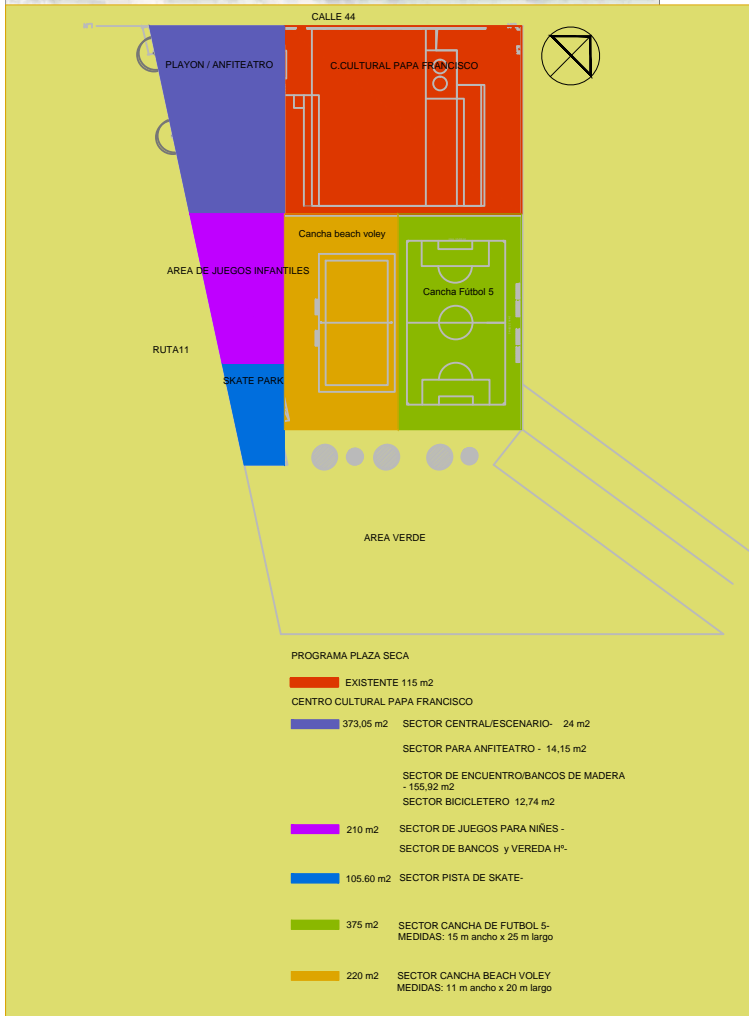 CALLE 44
PLAYON / ANFITEATRO
C.CULTURAL PAPA FRANCISCO
Cancha beach voley
AREA DE JUEGOS INFANTILES
Cancha Fútbol 5
RUTA11
SKATE PARK
AREA VERDE
PROGRAMA PLAZA SECA
EXISTENTE 115 m2
CENTRO CULTURAL PAPA FRANCISCO
373,05 m2 SECTOR CENTRAL/ESCENARIO- 24 m2
SECTOR PARA ANFITEATRO - 14,15 m2
SECTOR DE ENCUENTRO/BANCOS DE MADERA
- 155,92 m2
SECTOR BICICLETERO 12,74 m2
210 m2 SECTOR DE JUEGOS PARA NIÑES -
SECTOR DE BANCOS y VEREDA Hº-
105.60 m2 SECTOR PISTA DE SKATE-
375 m2 SECTOR CANCHA DE FUTBOL 5-
MEDIDAS: 15 m ancho x 25 m largo
220 m2 SECTOR CANCHA BEACH VOLEY
MEDIDAS: 11 m ancho x 20 m largo